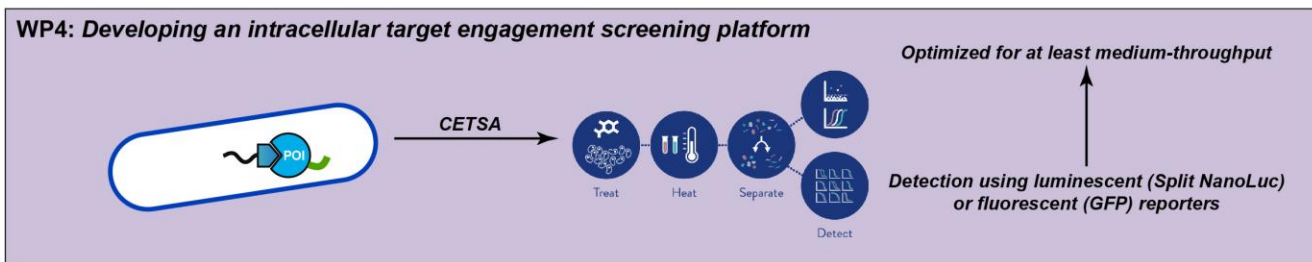 WP4: Developing an intracellular target engagement screening platform
Optimized for at least medium-throughput
CETSA
POI
Treat
Heat
Separate
Detect
Detection using luminescent (Split NanoLuc)
or fluorescent (GFP) reporters